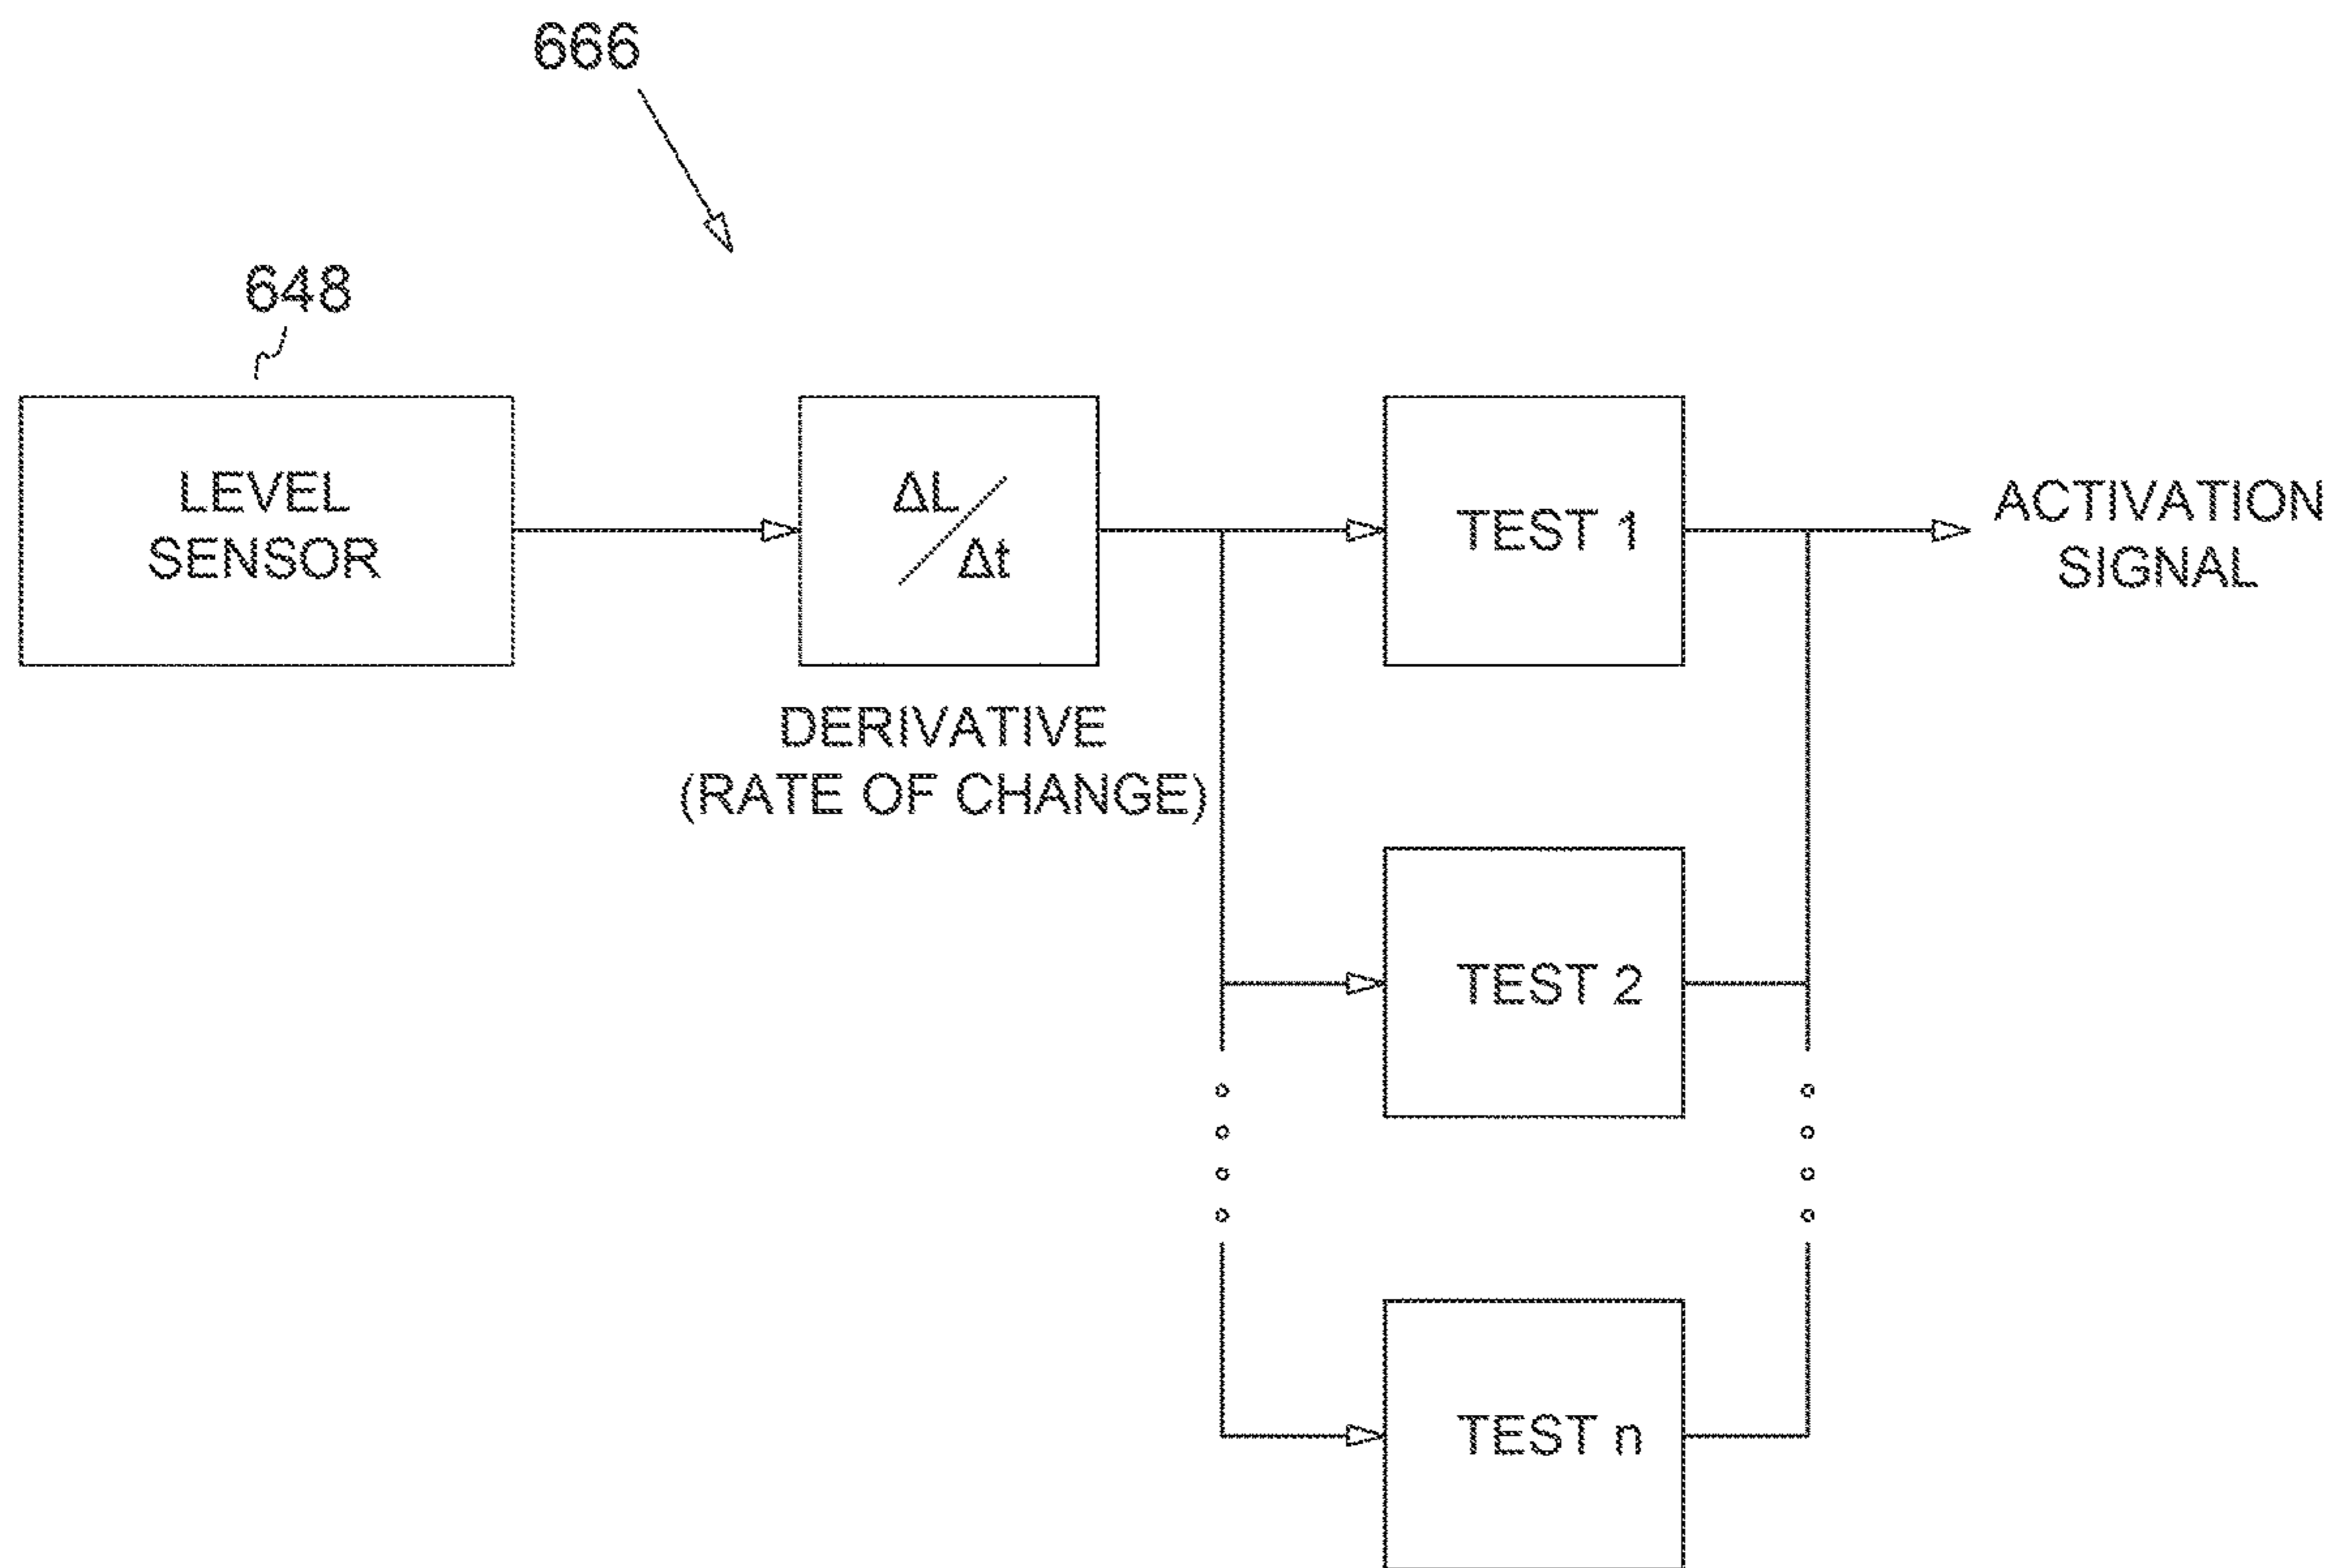 666
648
LEVEL
SENSOR
ΔL
Δt
TEST 1
ACTIVATION
SIGNAL
DERIVATIVE
(RATE OF CHANGE)
TEST 2
TEST n